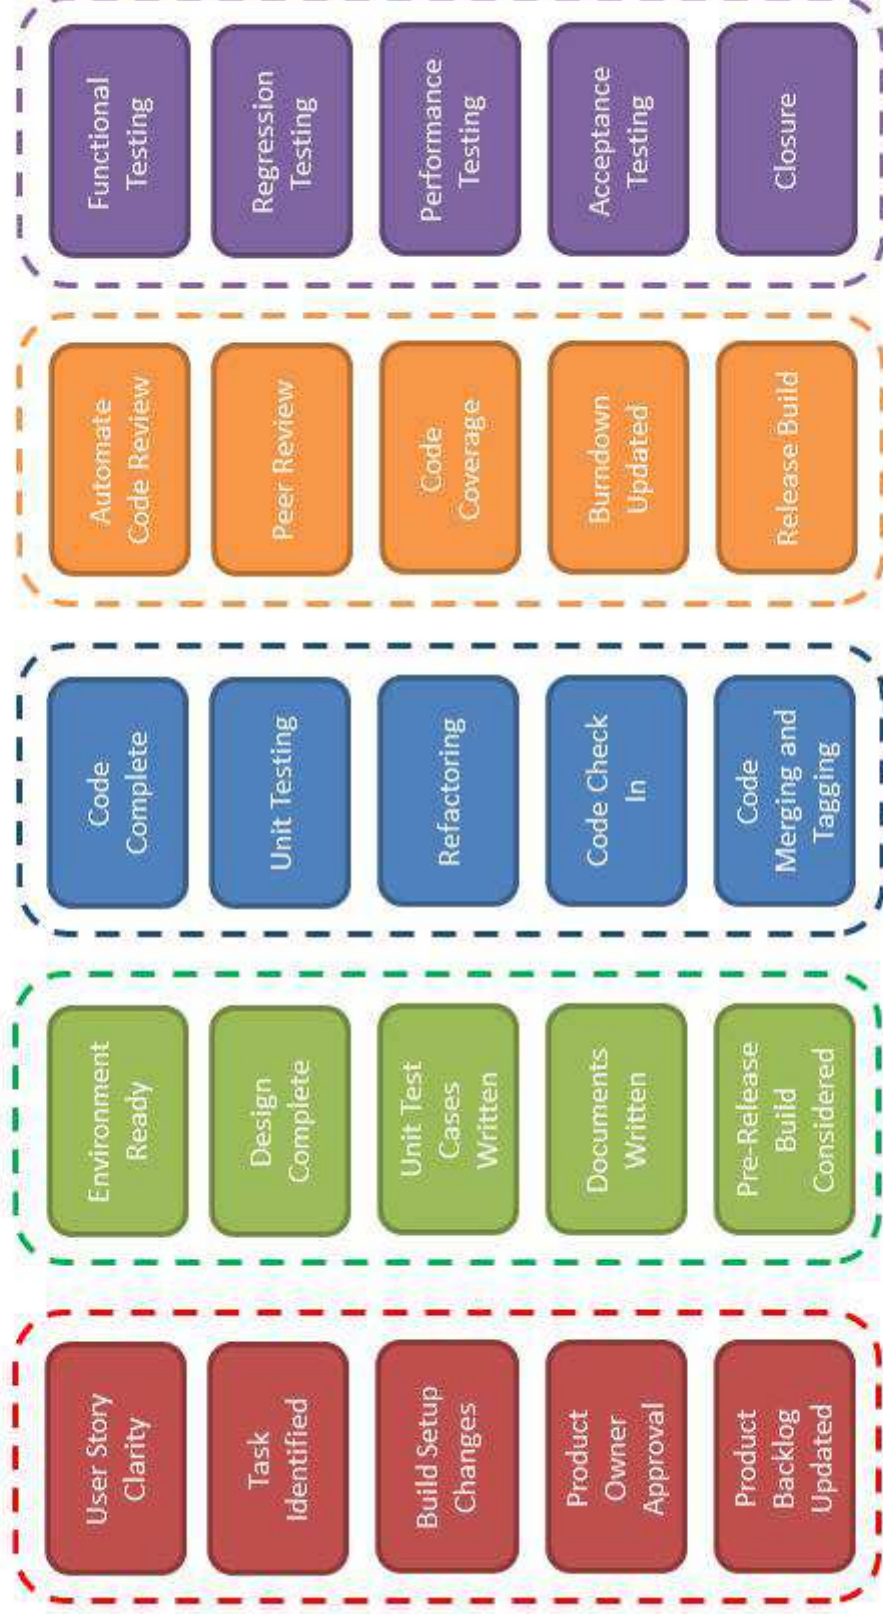 User Story
Clarity
Task
Identified
Build Setup
Changes
Product
Owner
Approval
Product
Backlog
Updated
Environment
Ready
Design
Complete
Unit Test
Cases
Written
Documents
Written
Pre-Release
Build
Considered
Code
Complete
Unit Testing
Refactoring
Code Check
In
Code
Merging and
Tagging
Automate
Code Review
Peer Review
Code
Coverage
Burndown
Updated
Release Build
Functional
Testing
Regression
Testing
Performance
Testing
Acceptance
Testing
Closure